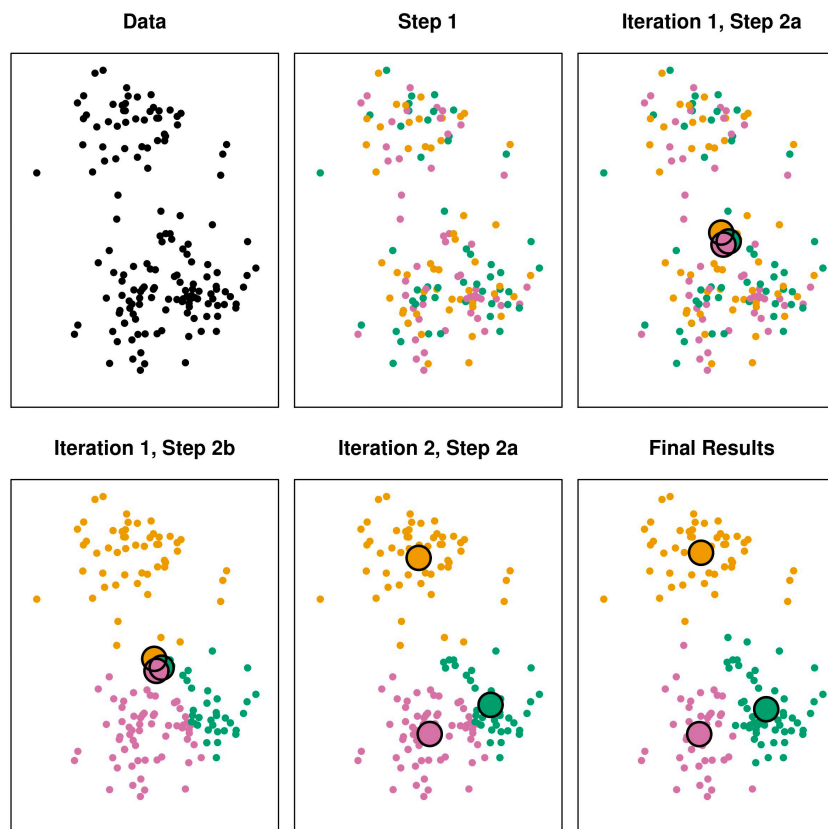 Data
Step 1
Iteration 1, Step 2a
Iteration 1, Step 2b
Iteration 2, Step 2a
Final Results